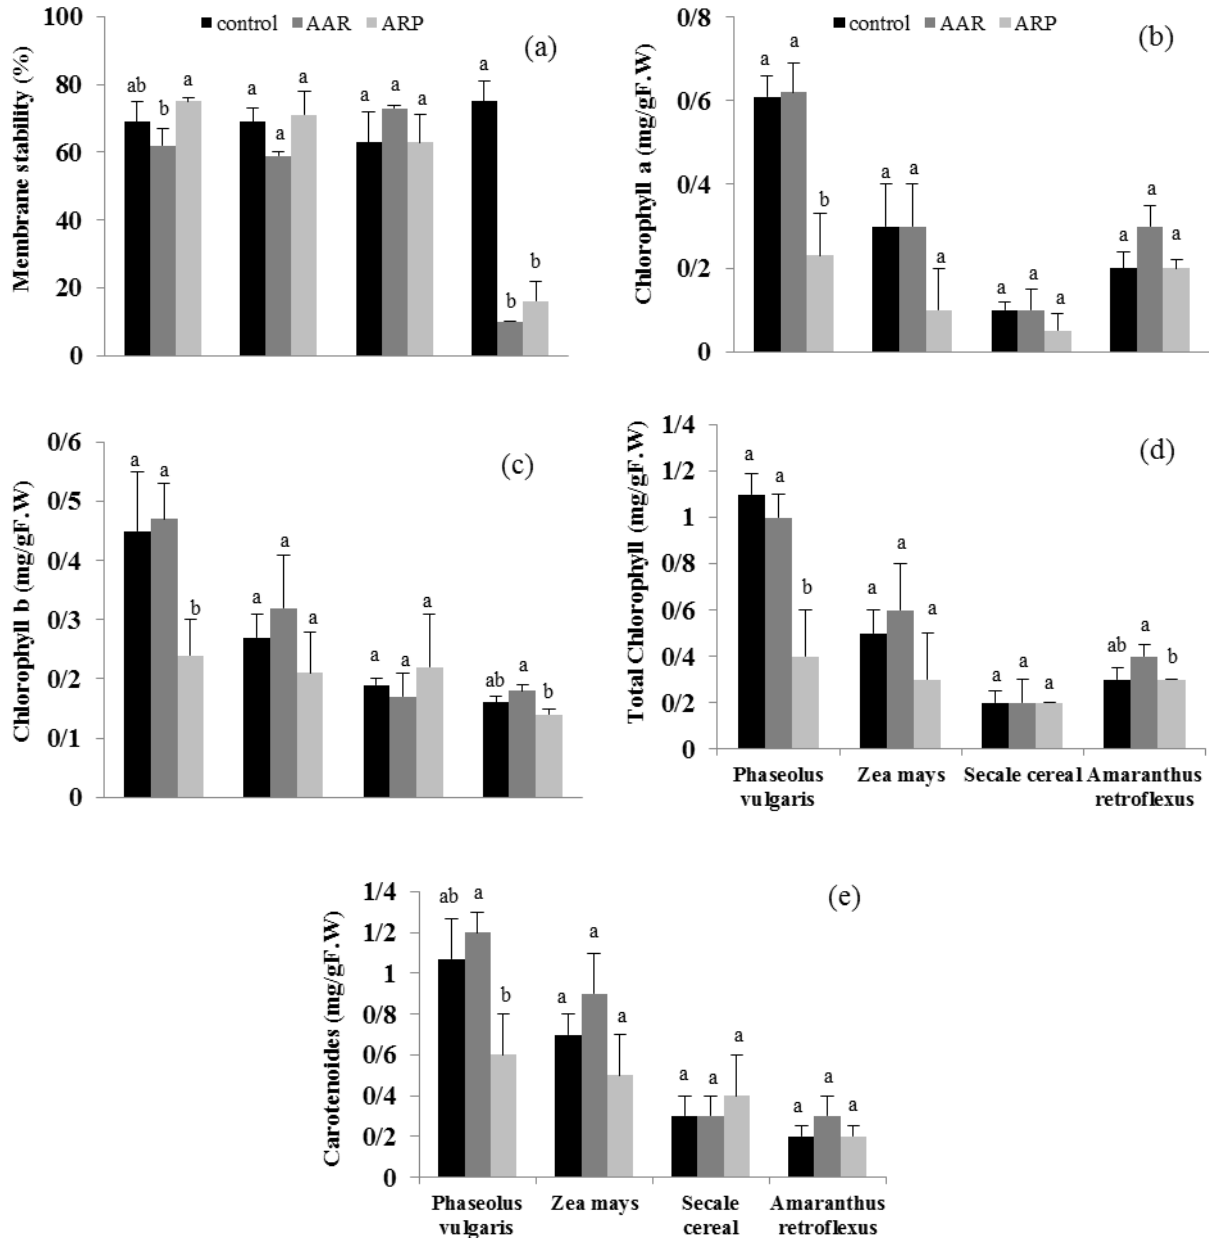 control AAR ARP
(a)
Membrane stability (%)
100
80
60
40
20
0
ab b a
a a a
a a a
a b b
control AAR ARP
(b)
Chlorophyll a (mg/gF.W)
0/8
0/6
0/4
0/2
0
a a b
a a a
a a a
a a a
(c)
Chlorophyll b (mg/gF.W)
0/6
0/5
0/4
0/3
0/2
0/1
0
a a b
a a a
a a a
ab a b
(d)
Total Chlorophyll (mg/gF.W)
1/4
1/2
1
0/8
0/6
0/4
0/2
0
a a b
a a a
a a a
ab a b
Phaseolus
vulgaris
Zea mays
Secale cereal
Amaranthus
retroflexus
(e)
Carotenoides (mg/gF.W)
1/4
1/2
1
0/8
0/6
0/4
0/2
0
ab a b
a a a
a a a
a a a
Phaseolus
vulgaris
Zea mays
Secale
cereal
Amaranthus
retroflexus